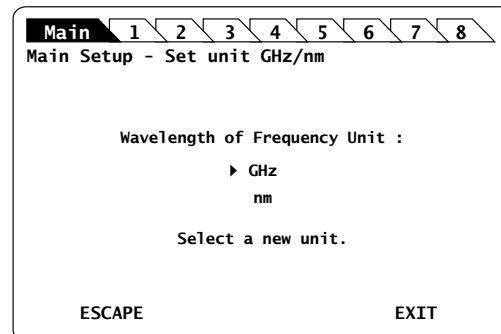 Main 1 2 3 4 5 6 7 8
Main Setup - Set unit GHz/nm
Wavelength of Frequency Unit :
GHz
nm
Select a new unit.
ESCAPE EXIT